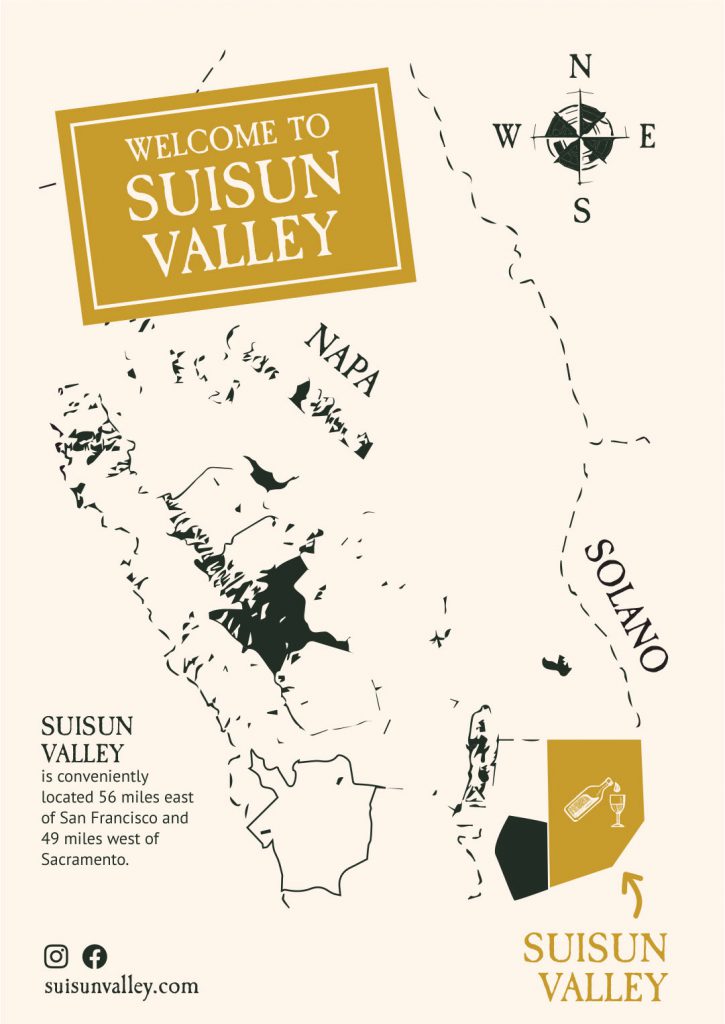 N
W E
S
WELCOME TO
SUISUN
VALLEY
NAPA
SOLANO
SUISUN
VALLEY
is conveniently
located 56 miles east
of San Francisco and
49 miles west of
Sacramento.
SUISUN
VALLEY
suisunvalley.com